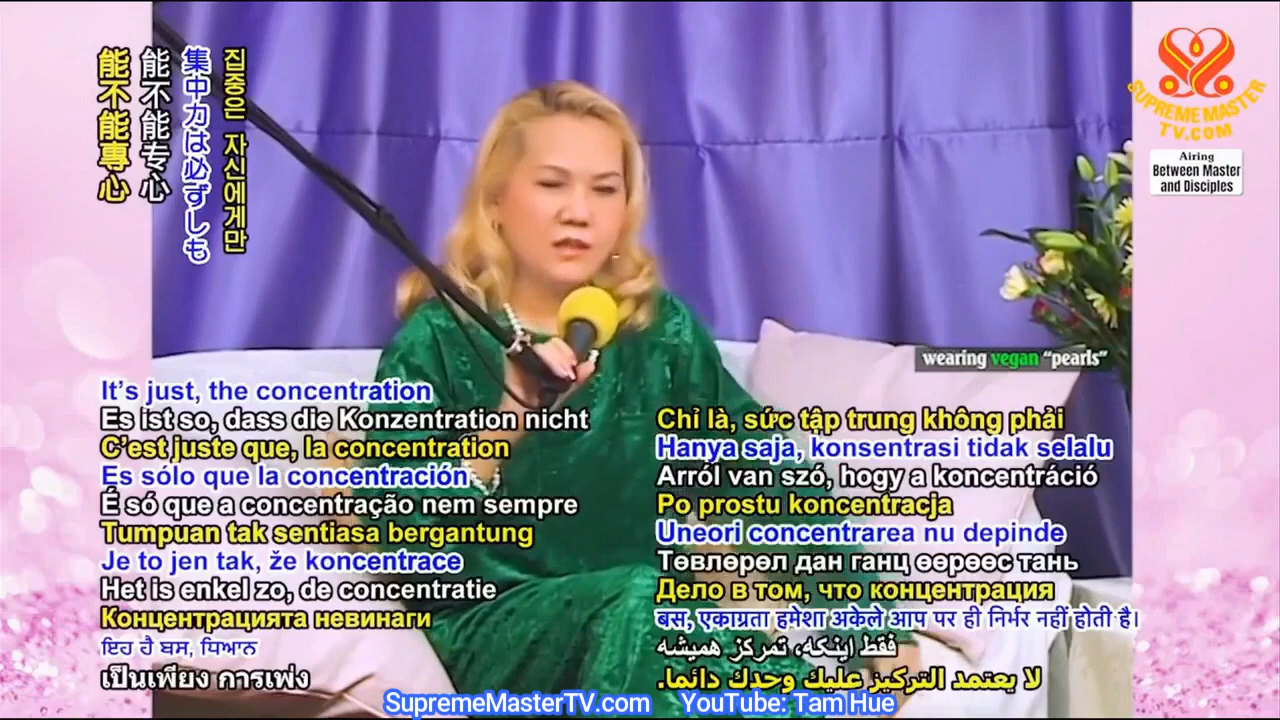 能不能專心
能不能专心
集中力は必ずしも
집중은 자신에게만
SUPREME MASTER
TV.COM
Airing
Between Master
and Disciples
wearing vegan “pearls”
It’s just, the concentration
Es ist so, dass die Konzentration nicht
C’est juste que, la concentration
Es sólo que la concentración
É só que a concentração nem sempre
Tumpuan tak sentiasa bergantung
Je to jen tak, že koncentrace
Het is enkel zo, de concentratie
Концентрацията невинаги
ਇਹ ਹੈ ਬਸ, ਧਿਆਨ
เป็นเพียง การเพ่ง
Chỉ là, sức tập trung không phải
Hanya saja, konsentrasi tidak selalu
Arról van szó, hogy a koncentráció
Po prostu koncentracja
Uneori concentrarea nu depinde
Төвлөрөл дан ганц өөрөөс тань
Дело в том, что концентрация
बस, एकाग्रता हमेशा अकेले आप पर ही निर्भर नहीं होती है।
فقط اینکه، تمرکز همیشه
لا يعتمد التركيز عليك وحدك دائما.
SupremeMasterTV.com YouTube: Tam Hue